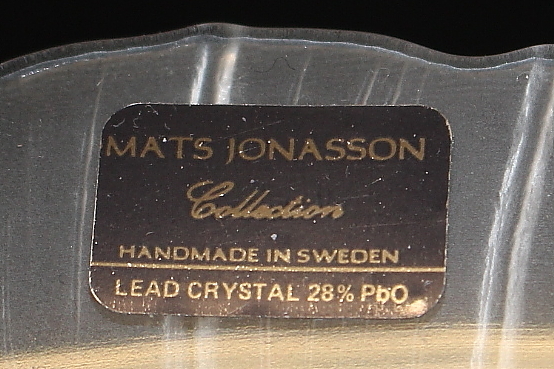 MATS JONASSON
Collection
HANDMADE IN SWEDEN
LEAD CRYSTAL 28% PbO